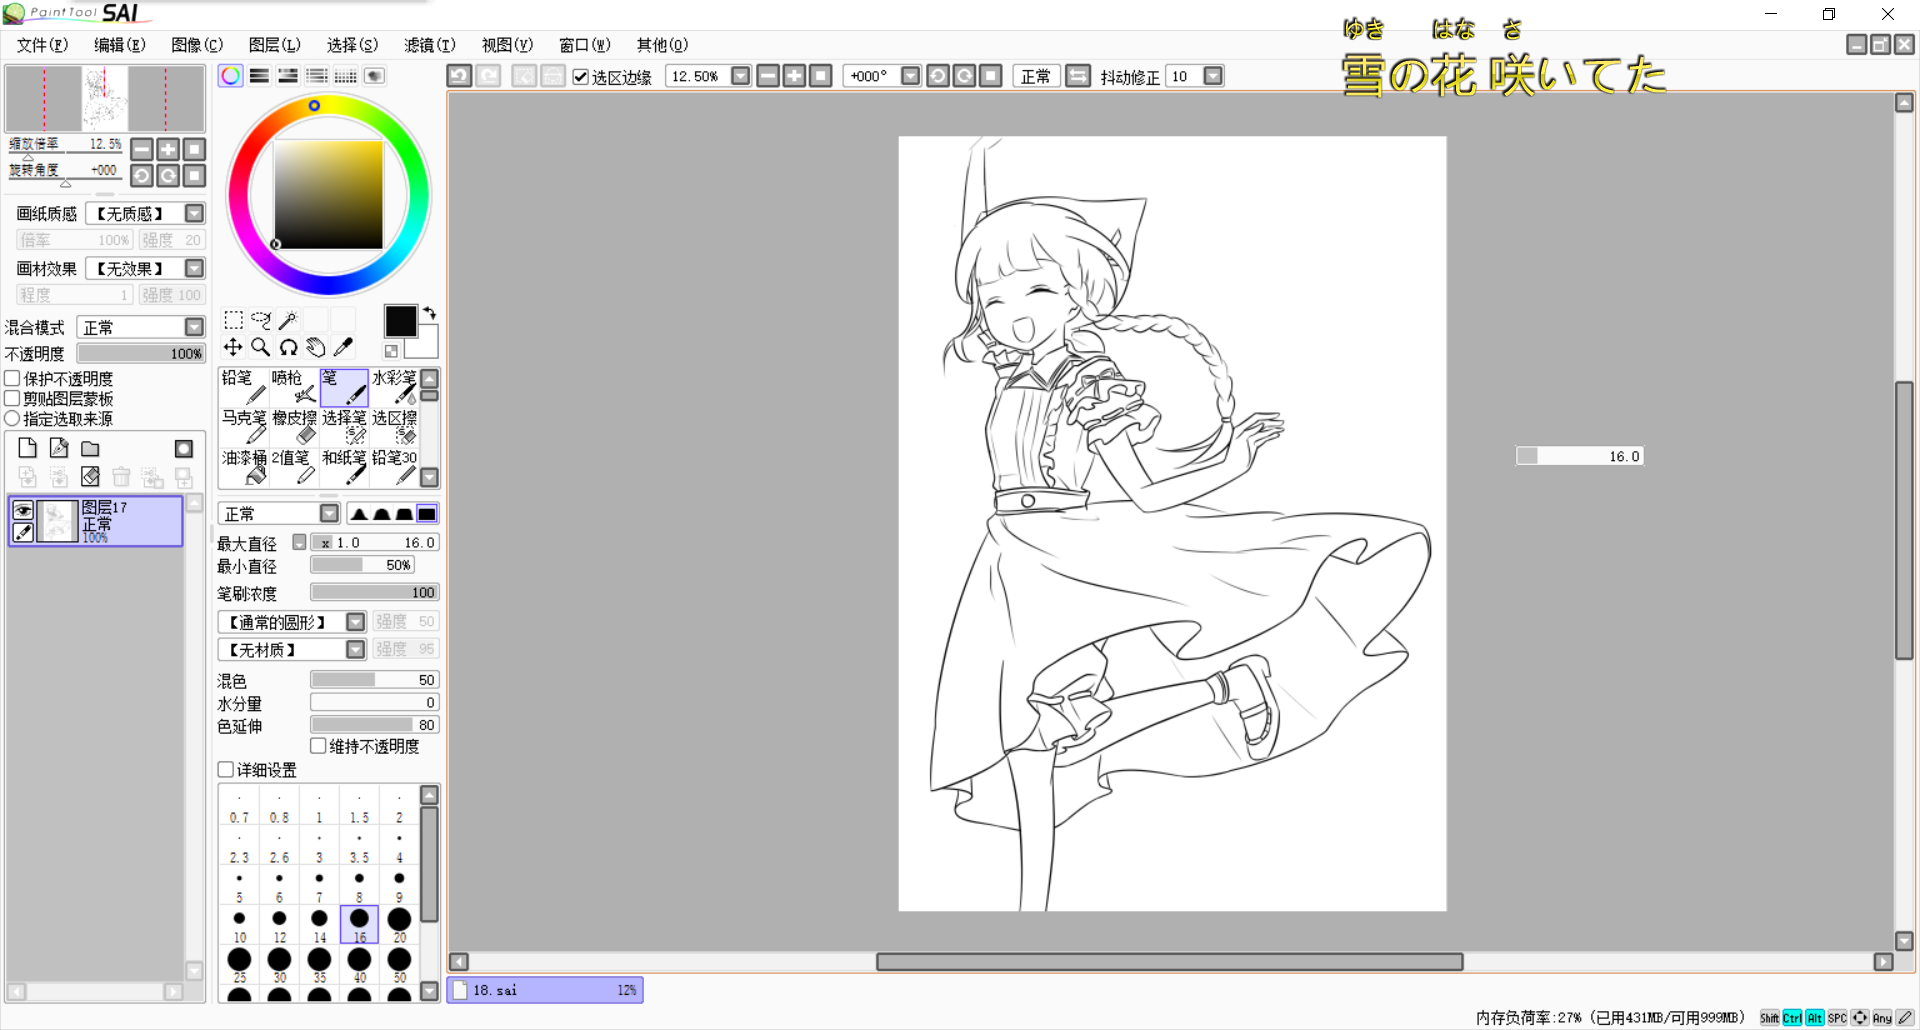 PaintTool SAI
文件(F) 编辑(E) 图像(C) 图层(L) 选择(S) 滤镜(T) 视图(V) 窗口(W) 其他(O)
ゆき はな さ
雪の花 咲いてた
选区边缘 12.50% +000° 正常 抖动修正 10
缩放倍率 12.5%
旋转角度 +000
画纸质感 【无质感】
倍率 100% 强度 20
画材效果 【无效果】
程度 1 强度 100
混合模式 正常
不透明度 100%
保护不透明度
剪贴图层蒙板
指定选取来源
图层17
正常
100%
铅笔 喷枪 笔 水彩笔
马克笔 橡皮擦 选择笔 选区擦
油漆桶 2值笔 和纸笔 铅笔30
正常
最大直径 x 1.0 16.0
最小直径 50%
笔刷浓度 100
【通常的圆形】 强度 50
【无材质】 强度 95
混色 50
水分量 0
色延伸 80
维持不透明度
详细设置
0.7 0.8 1 1.5 2
2.3 2.6 3 3.5 4
5 6 7 8 9
10 12 14 16 20
25 30 35 40 50
16.0
18.sai 12%
内存负荷率:27% (已用431MB/可用999MB) Shift Ctrl Alt SPC Any